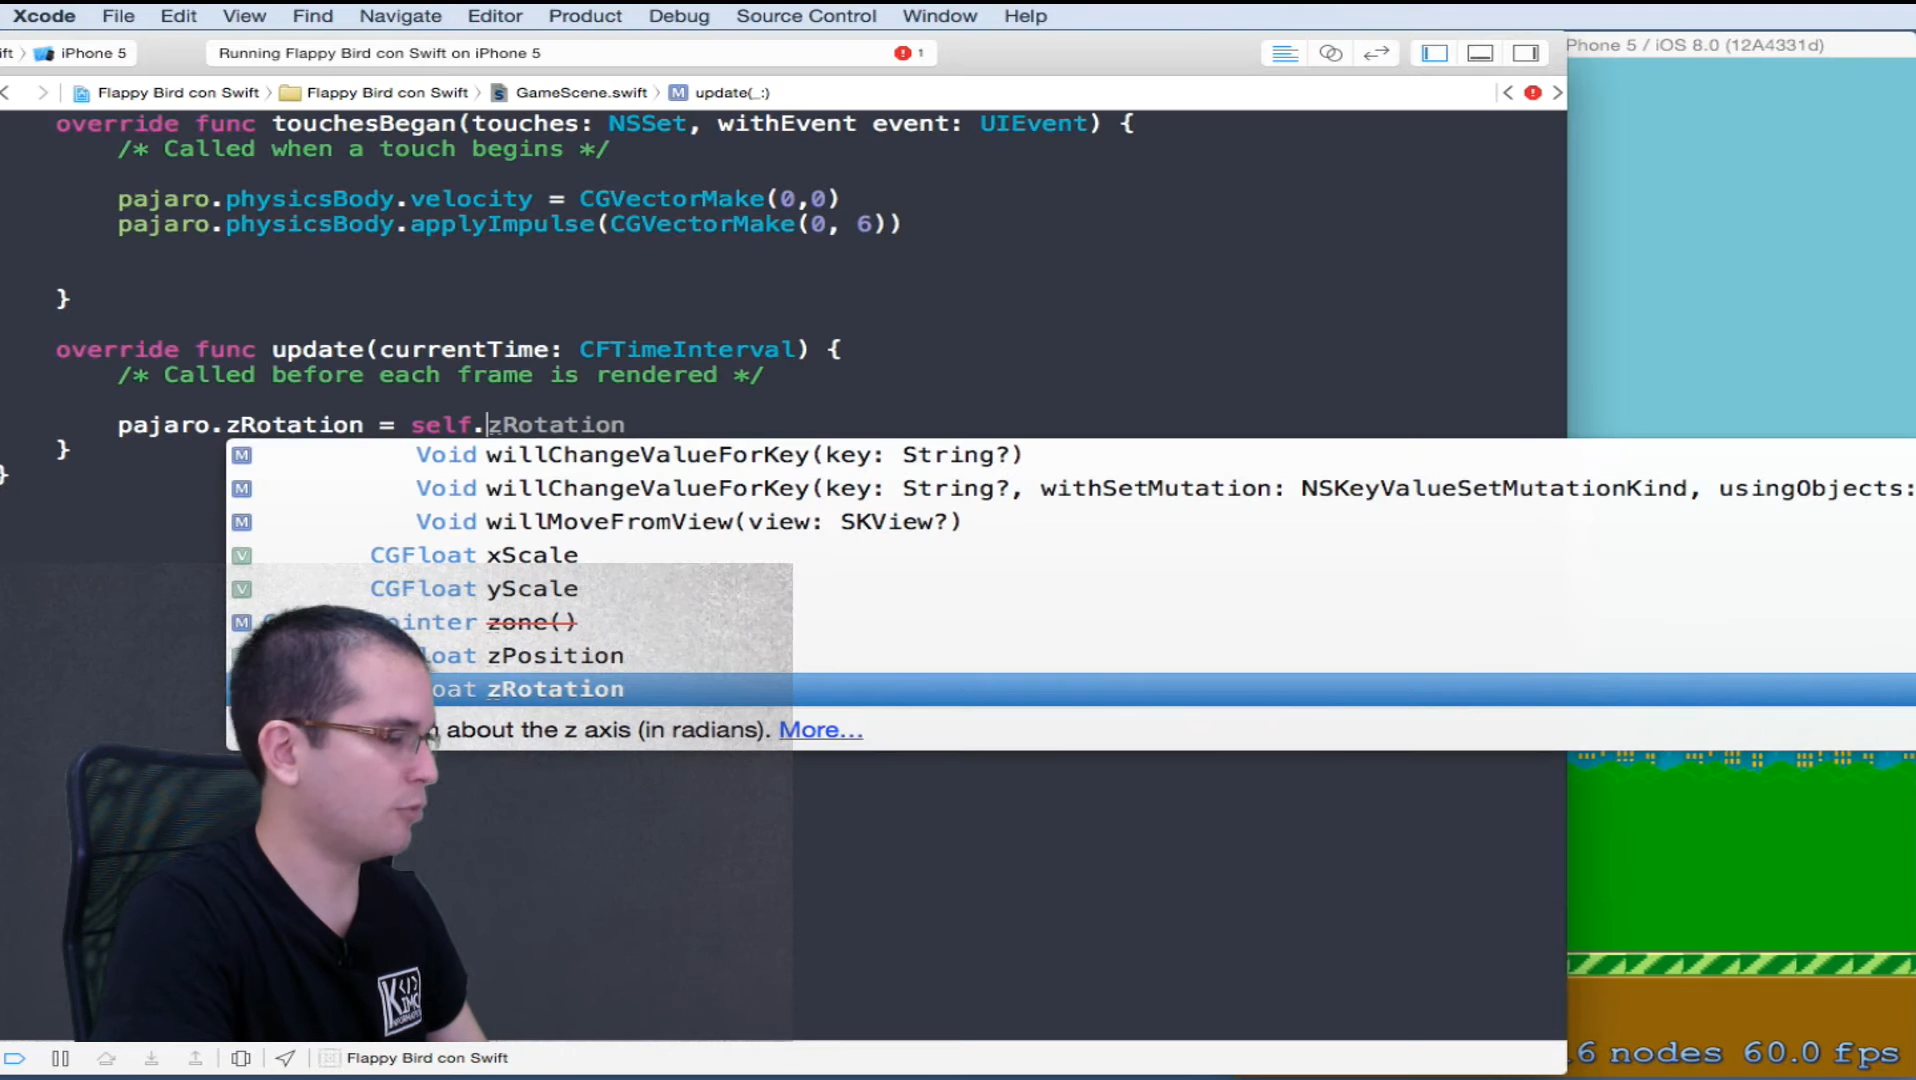 Xcode File Edit View Find Navigate Editor Product Debug Source Control Window Help
ift iPhone 5 Running Flappy Bird con Swift on iPhone 5 1
Phone 5 / iOS 8.0 (12A4331d)
Flappy Bird con Swift Flappy Bird con Swift GameScene.swift M update(_:)
override func touchesBegan(touches: NSSet, withEvent event: UIEvent) {
/* Called when a touch begins */
pajaro.physicsBody.velocity = CGVectorMake(0,0)
pajaro.physicsBody.applyImpulse(CGVectorMake(0, 6))
}
override func update(currentTime: CFTimeInterval) {
/* Called before each frame is rendered */
pajaro.zRotation = self.zRotation
}
}
M Void willChangeValueForKey(key: String?)
M Void willChangeValueForKey(key: String?, withSetMutation: NSKeyValueSetMutationKind, usingObjects:
M Void willMoveFromView(view: SKView?)
V CGFloat xScale
V CGFloat yScale
M ointer zone()
loat zPosition
oat zRotation
about the z axis (in radians). More...
K IMC
Flappy Bird con Swift
6 nodes 60.0 fps